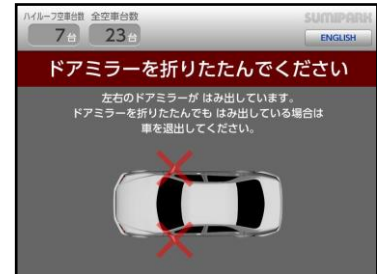 ハイルーフ空車台数 全空車台数
7台 23台
SUMIPARK
ENGLISH
ドアミラーを折りたたんでください
左右のドアミラーが はみ出しています。
ドアミラーを折りたたんでも はみ出している場合は
車を退出してください。